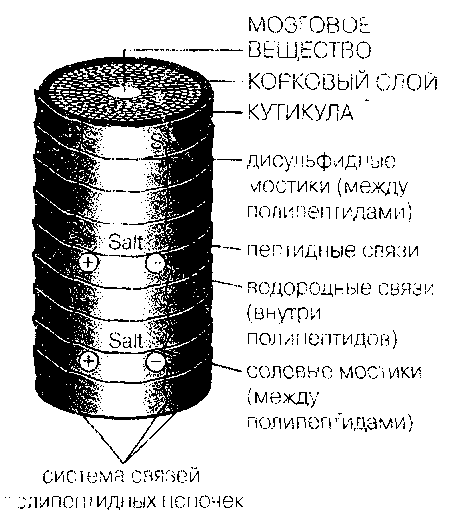 МОЗГОВОЕ
ВЕЩЕСТВО
КОРКОВЫЙ СЛОЙ
КУТИКУЛА
дисульфидные
мостики (между
полипептидами)
Salt
пептидные связи
+ -
водородные связи
(внутри
полипептидов)
Salt
+ -
солевые мостики
(между
полипептидами)
система связей
полипептидных цепочек